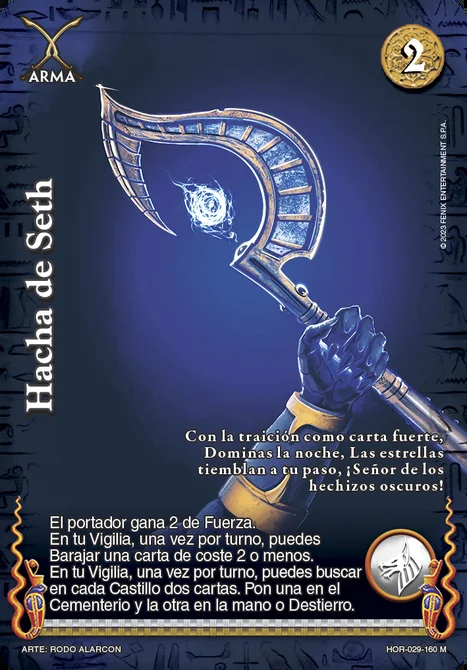 ARMA
2
© 2023 FENIX ENTERTAINMENT S.P.A.
Hacha de Seth
Con la traición como carta fuerte,
Dominas la noche, Las estrellas
tiemblan a tu paso, ¡Señor de los
hechizos oscuros!
El portador gana 2 de Fuerza.
En tu Vigilia, una vez por turno, puedes
Barajar una carta de coste 2 o menos.
En tu Vigilia, una vez por turno, puedes buscar
en cada Castillo dos cartas. Pon una en el
Cementerio y la otra en la mano o Destierro.
ARTE: RODO ALARCON
HOR-029-160 M